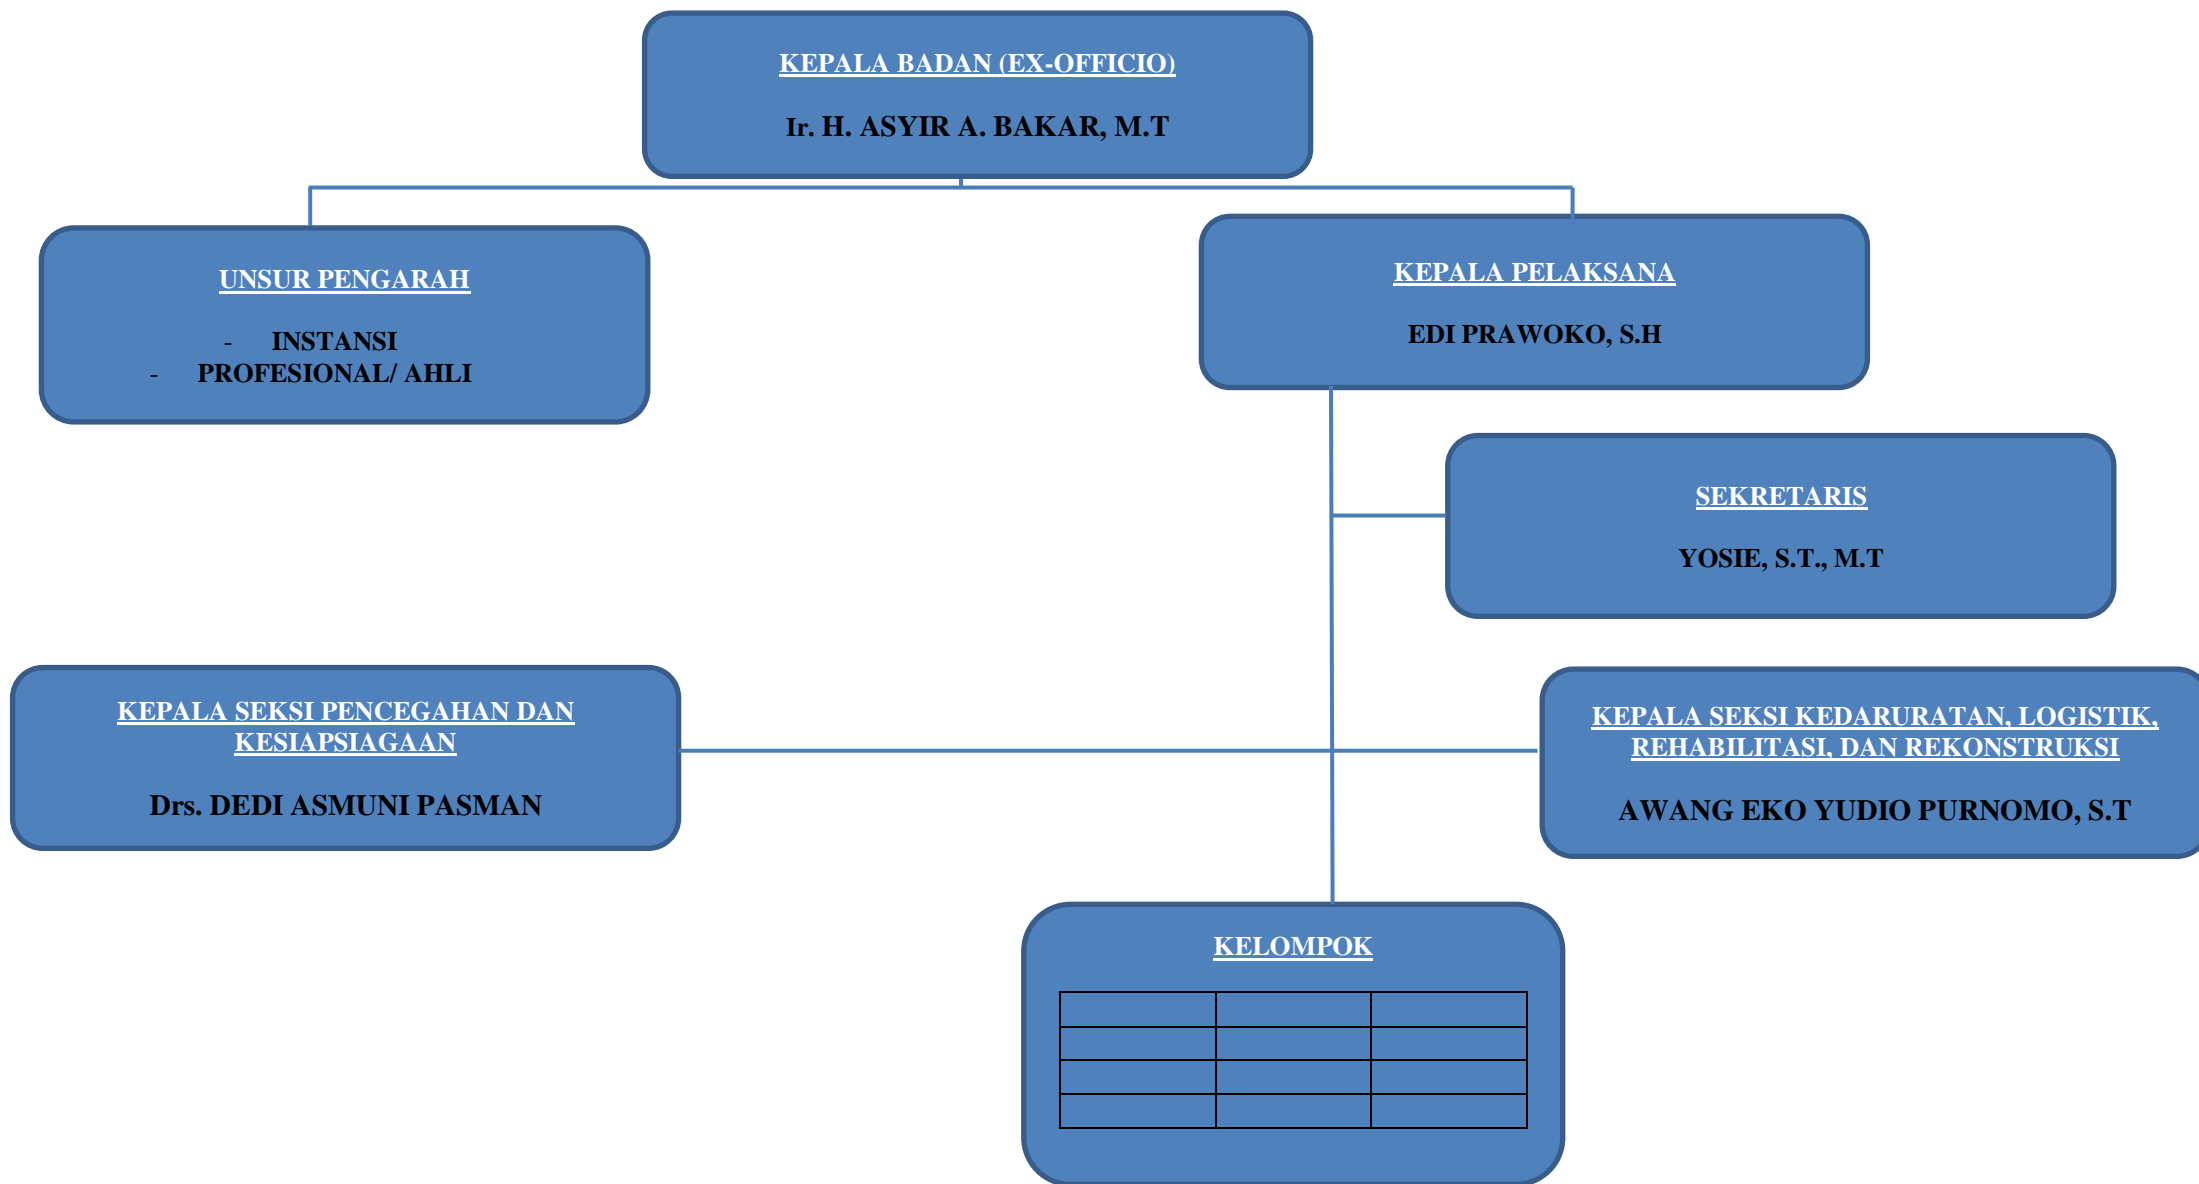 KEPALA BADAN (EX-OFFICIO)
Ir. H. ASYIR A. BAKAR, M.T
UNSUR PENGARAH
- INSTANSI
- PROFESIONAL/ AHLI
KEPALA PELAKSANA
EDI PRAWOKO, S.H
SEKRETARIS
YOSIE, S.T., M.T
KEPALA SEKSI PENCEGAHAN DAN
KESIAPSIAGAAN
Drs. DEDI ASMUNI PASMAN
KEPALA SEKSI KEDARURATAN, LOGISTIK,
REHABILITASI, DAN REKONSTRUKSI
AWANG EKO YUDIO PURNOMO, S.T
KELOMPOK